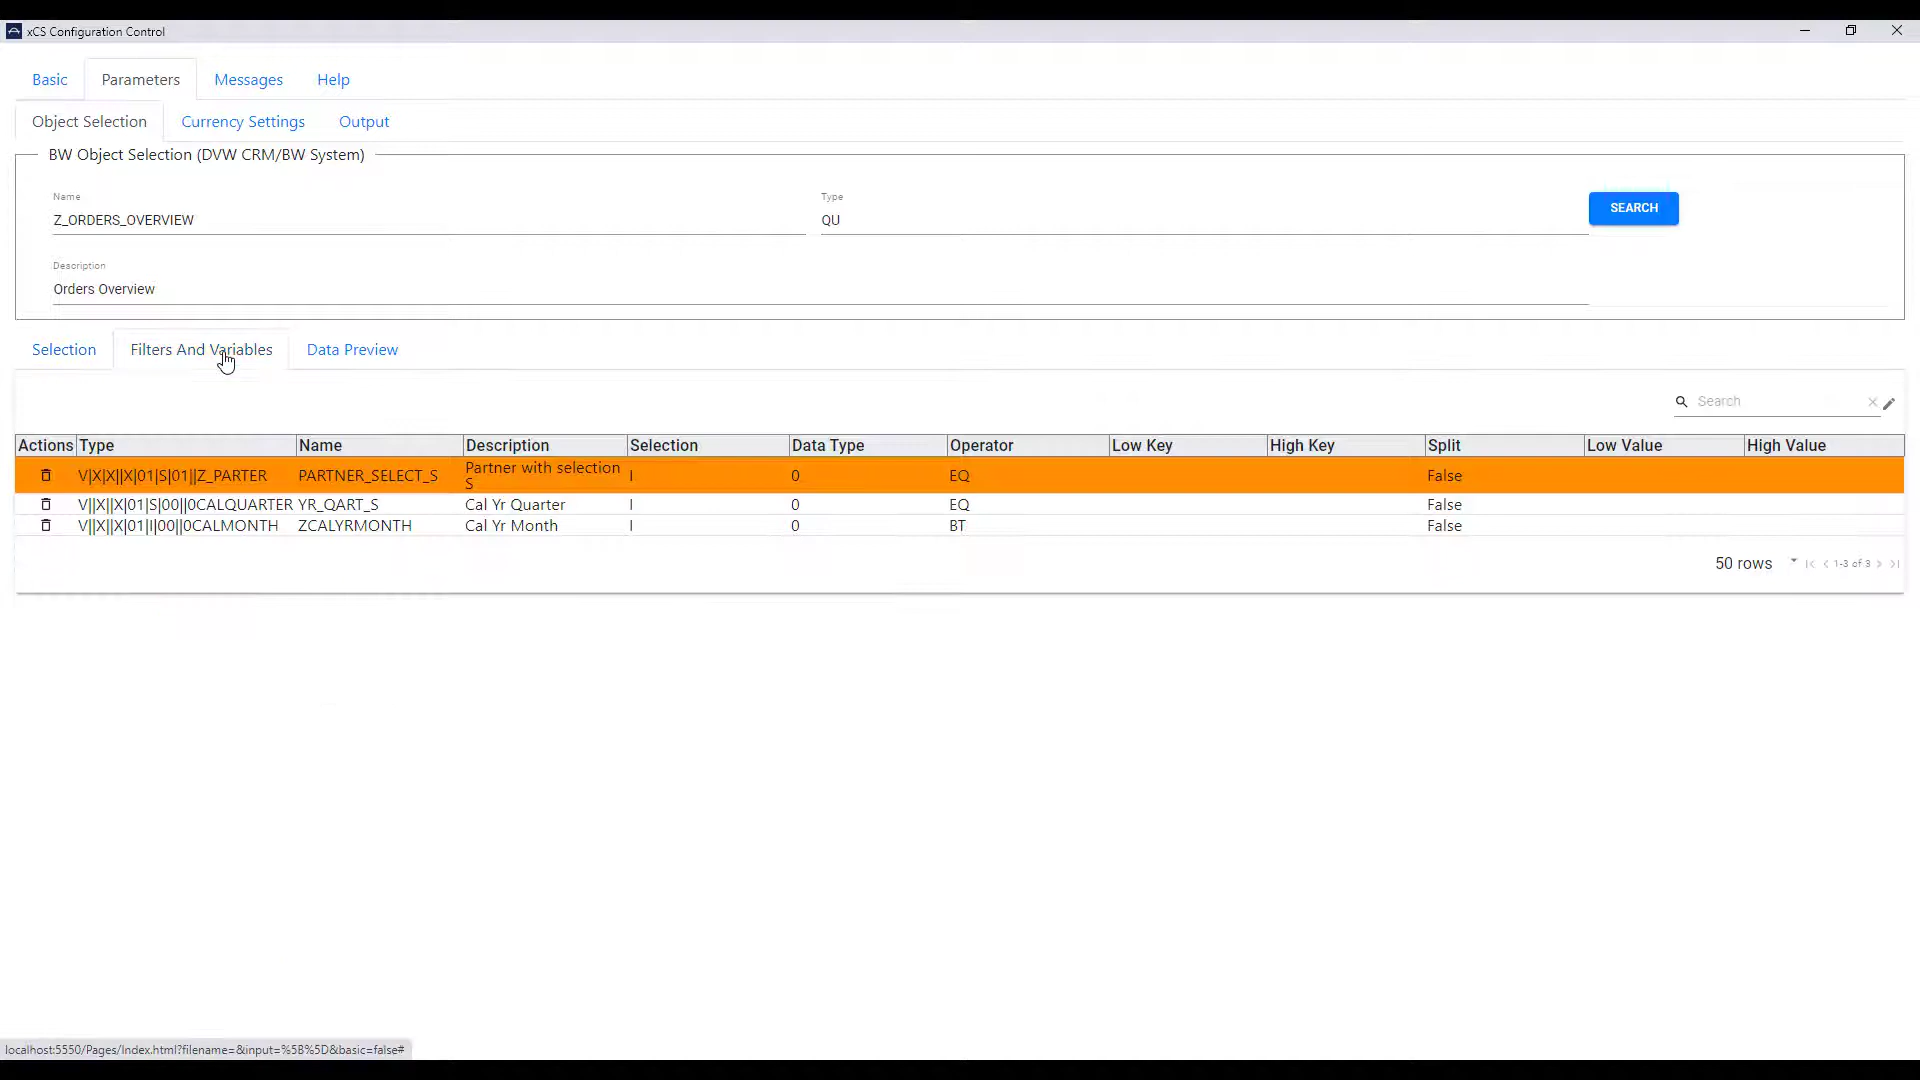 xCS Configuration Control
Basic Parameters Messages Help
Object Selection Currency Settings Output
BW Object Selection (DVW CRM/BW System)
Name Type
Z_ORDERS_OVERVIEW QU SEARCH
Description
Orders Overview
Selection Filters And Variables Data Preview
Search
Actions Type Name Description Selection Data Type Operator Low Key High Key Split Low Value High Value
V|X|X||X|01|S|01||Z_PARTER PARTNER_SELECT_S Partner with selection S I 0 EQ False
V||X||X|01|S|00||0CALQUARTER YR_QART_S Cal Yr Quarter I 0 EQ False
V||X||X|01|I|00||0CALMONTH ZCALYRMONTH Cal Yr Month I 0 BT False
50 rows 1-3 of 3
localhost:5550/Pages/Index.html?filename=&input=%5B%5D&basic=false#